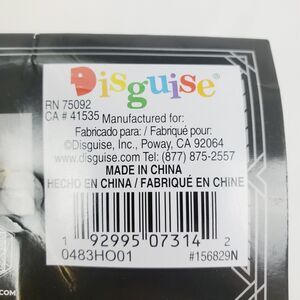 Disguise®
RN 75092
CA # 41535 Manufactured for:
Fabricado para: / Fabriqué pour:
©Disguise, Inc., Poway, CA 92064
www.disguise.com Tel (877) 875-2557
MADE IN CHINA
HECHO EN CHINA / FABRIQUÉ EN CHINE
1 92995 07314 2
0483HO01 #156829N